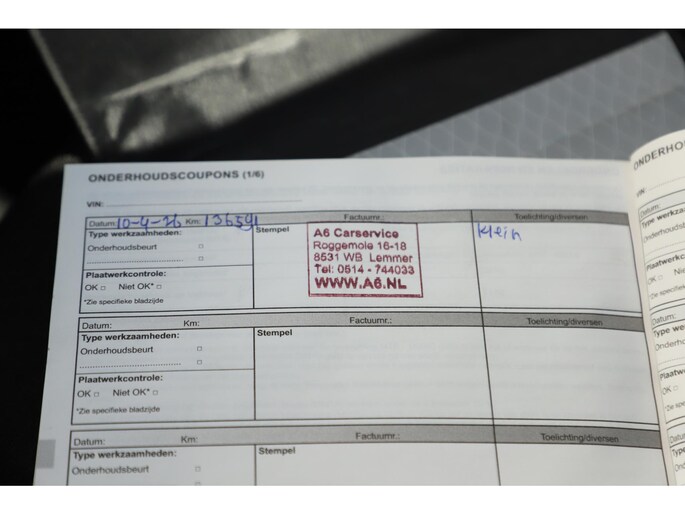 ONDERHOUDSCOUPONS (1/6)
VIN:
Datum: 10-4-26 Km: 136591 Factuurnr.: Toelichting/diversen
Type werkzaamheden: Stempel A6 Carservice Klein
Onderhoudsbeurt Roggemole 16-18
8531 WB Lemmer
Plaatwerkcontrole: Tel: 0514 - 744033
OK Niet OK* WWW.A6.NL
*Zie specifieke bladzijde
Datum: Km: Factuurnr.: Toelichting/diversen
Type werkzaamheden: Stempel
Onderhoudsbeurt
Plaatwerkcontrole:
OK Niet OK*
*Zie specifieke bladzijde
Datum: Km: Factuurnr.: Toelichting/diversen
Type werkzaamheden: Stempel
Onderhoudsbeurt
VIN:
Datum: